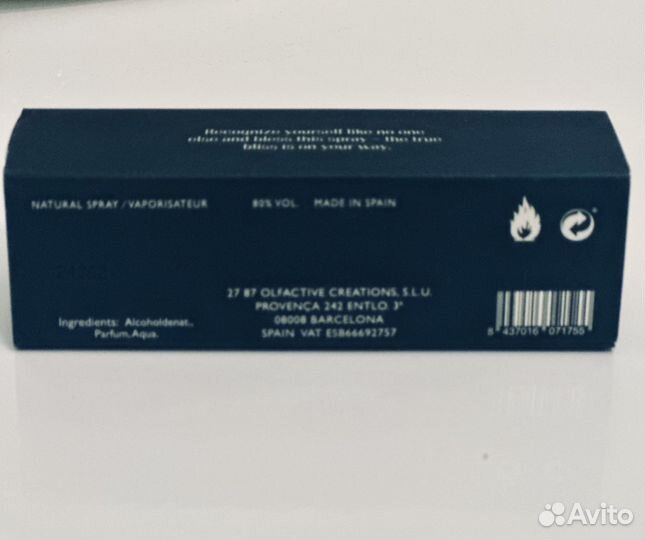 Recognize yourself like no one
else and bless this spray – the true
bliss is on your way.
NATURAL SPRAY / VAPORISATEUR 80% VOL. MADE IN SPAIN
27 87 OLFACTIVE CREATIONS, S.L.U.
PROVENÇA 242 ENTLO. 3ª
08008 BARCELONA
SPAIN VAT ESB66692757
Ingredients: Alcoholdenat.,
Parfum, Aqua.
8 437016 071755
Avito